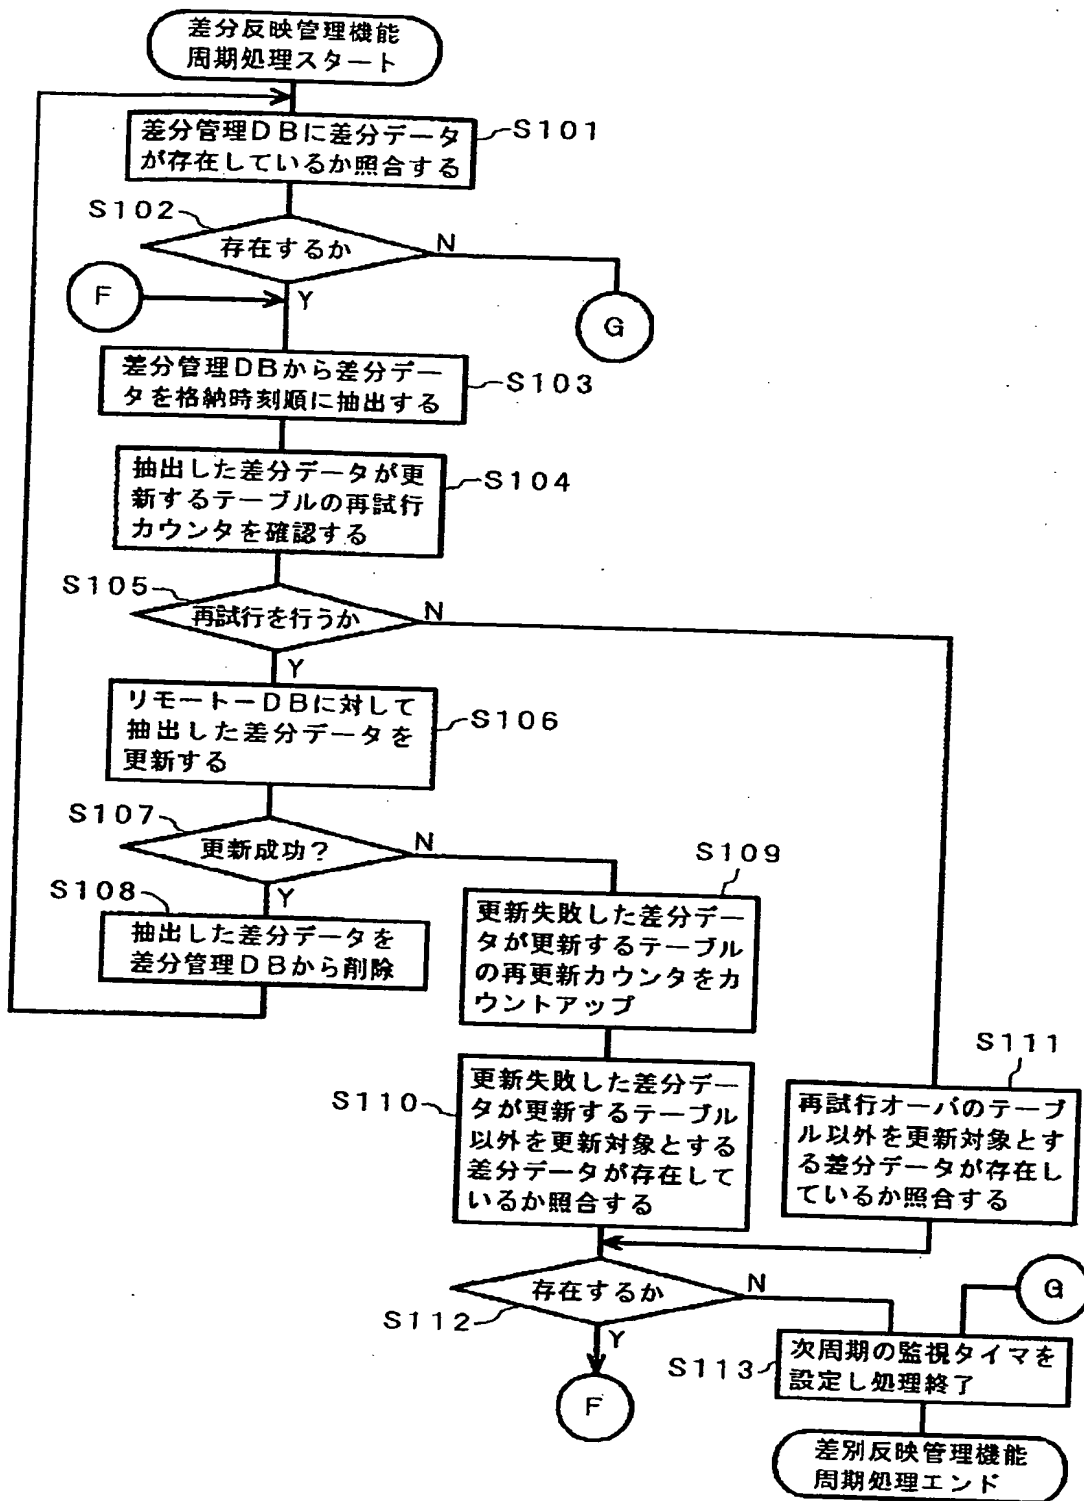 差分反映管理機能
周期処理スタート
差分管理DBに差分データ
が存在しているか照合する
S101
S102
存在するか
N
Y
F
G
差分管理DBから差分デー
タを格納時刻順に抽出する
S103
抽出した差分データが更
新するテーブルの再試行
カウンタを確認する
S104
S105
再試行を行うか
N
Y
リモートーDBに対して
抽出した差分データを
更新する
S106
S107
更新成功?
N
Y
S108
抽出した差分データを
差分管理DBから削除
S109
更新失敗した差分デー
タが更新するテーブル
の再更新カウンタをカ
ウントアップ
S110
更新失敗した差分デー
タが更新するテーブル
以外を更新対象とする
差分データが存在して
いるか照合する
S111
再試行オーバのテーブ
ル以外を更新対象とす
る差分データが存在し
ているか照合する
存在するか
N
S112
Y
G
F
S113
次周期の監視タイマを
設定し処理終了
差別反映管理機能
周期処理エンド